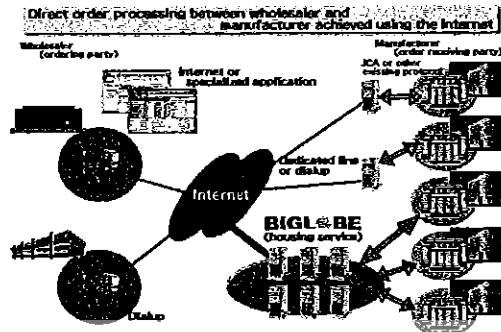 Direct order processing between wholesaler and
manufacturer achieved using the Internet
Wholesaler
(ordering party)
Manufacturer
(order receiving party)
Internet or
specialized application
JCA or other
existing protocol
Dedicated line
or dialup
Internet
BIGLOBE
(housing service)
Dialup